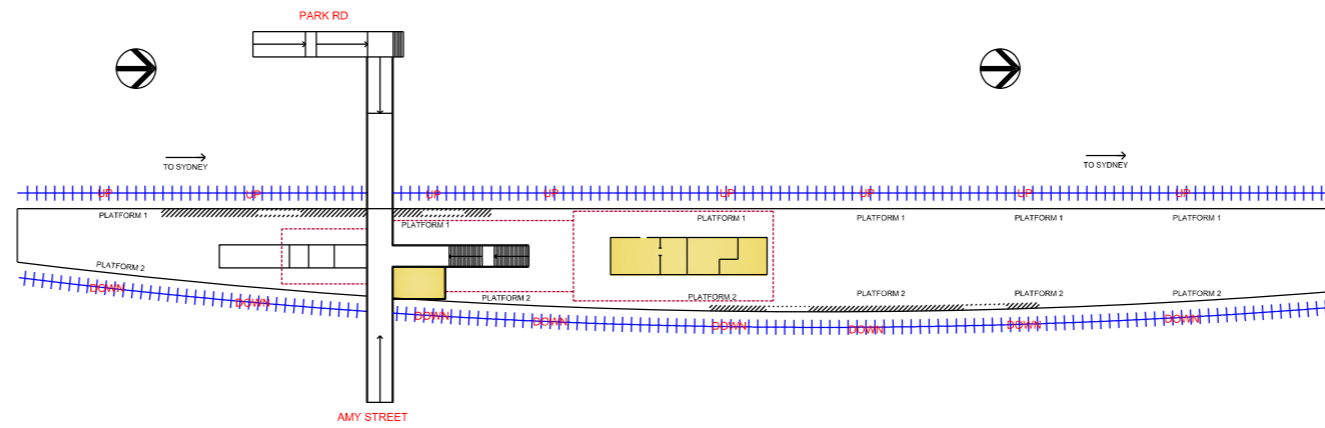 PARK RD
TO SYDNEY
TO SYDNEY
UP
UP
UP
UP
UP
UP
UP
UP
PLATFORM 1
PLATFORM 1
PLATFORM 1
PLATFORM 1
PLATFORM 1
PLATFORM 1
PLATFORM 2
PLATFORM 2
PLATFORM 2
PLATFORM 2
PLATFORM 2
PLATFORM 2
DOWN
DOWN
DOWN
DOWN
DOWN
DOWN
DOWN
DOWN
AMY STREET